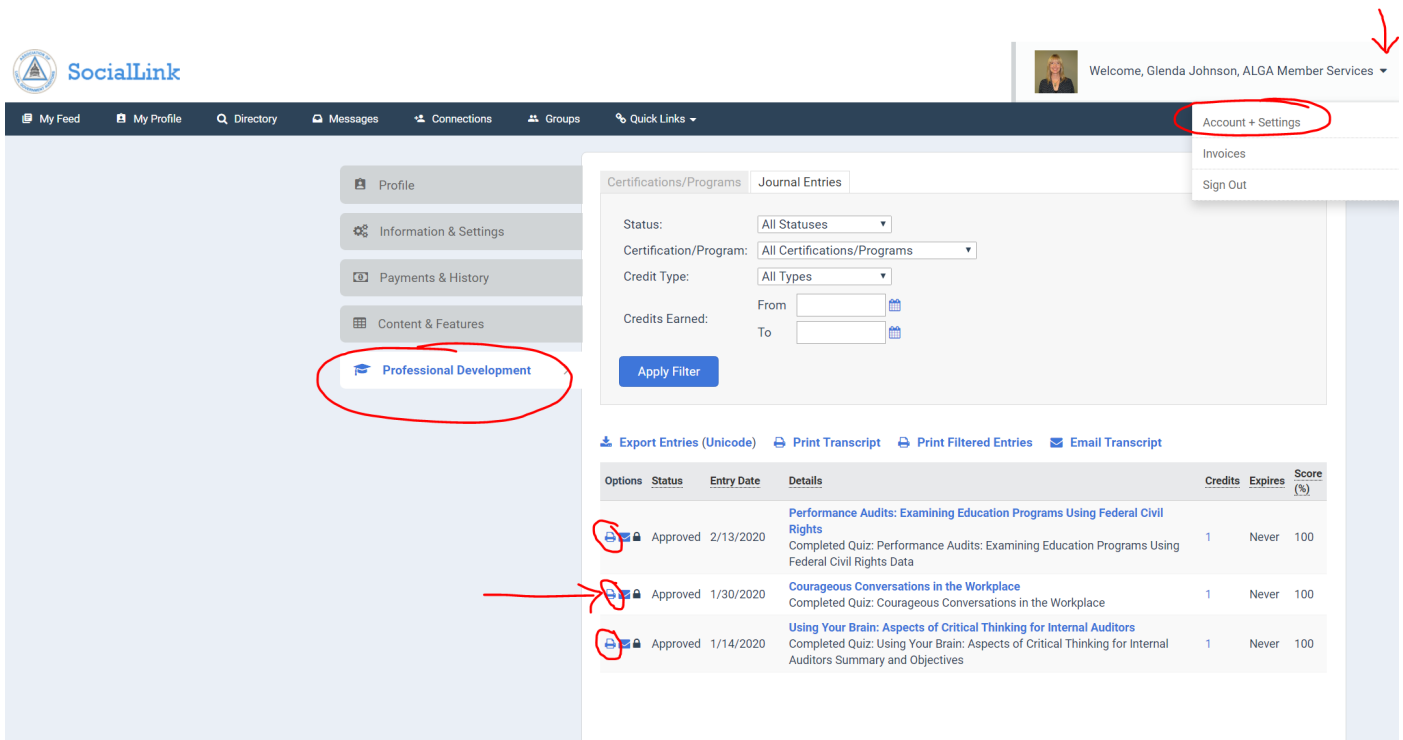 SocialLink
Welcome, Glenda Johnson, ALGA Member Services
My Feed My Profile Directory Messages Connections Groups Quick Links
Account + Settings
Invoices
Sign Out
Profile
Information & Settings
Payments & History
Content & Features
Professional Development
Certifications/Programs Journal Entries
Status: All Statuses
Certification/Program: All Certifications/Programs
Credit Type: All Types
Credits Earned:
From
To
Apply Filter
Export Entries (Unicode) Print Transcript Print Filtered Entries Email Transcript
Options Status Entry Date Details Credits Expires Score
(%)
Performance Audits: Examining Education Programs Using Federal Civil
Rights
Approved 2/13/2020 Completed Quiz: Performance Audits: Examining Education Programs Using 1 Never 100
Federal Civil Rights Data
Courageous Conversations in the Workplace
Approved 1/30/2020 Completed Quiz: Courageous Conversations in the Workplace 1 Never 100
Using Your Brain: Aspects of Critical Thinking for Internal Auditors
Approved 1/14/2020 Completed Quiz: Using Your Brain: Aspects of Critical Thinking for Internal 1 Never 100
Auditors Summary and Objectives